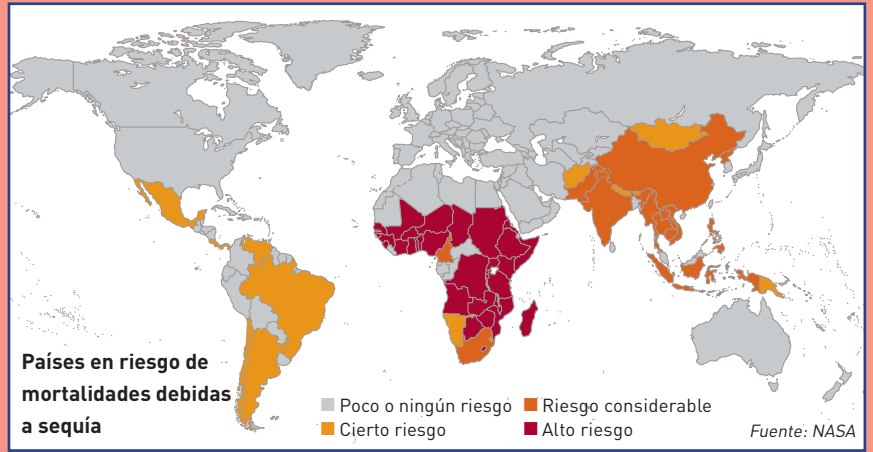 Países en riesgo de
mortalidades debidas
a sequía
Poco o ningún riesgo
Cierto riesgo
Riesgo considerable
Alto riesgo
Fuente: NASA